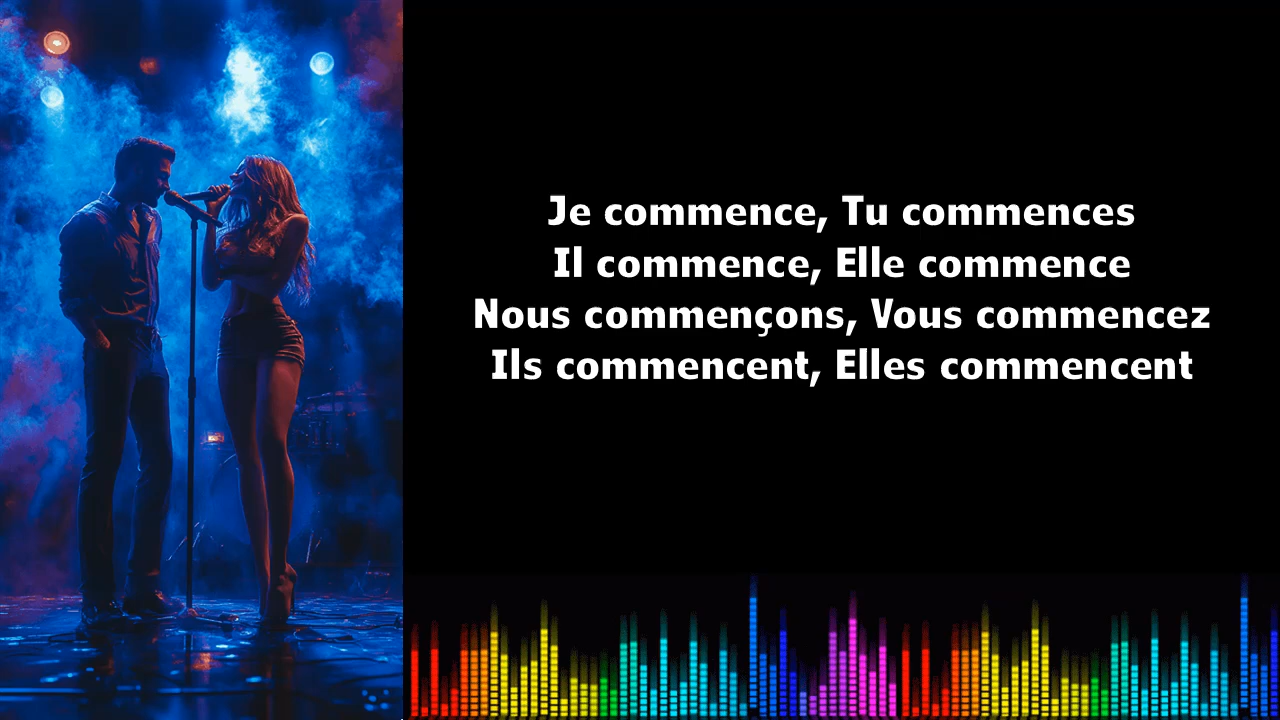 Je commence, Tu commences
Il commence, Elle commence
Nous commençons, Vous commencez
Ils commencent, Elles commencent